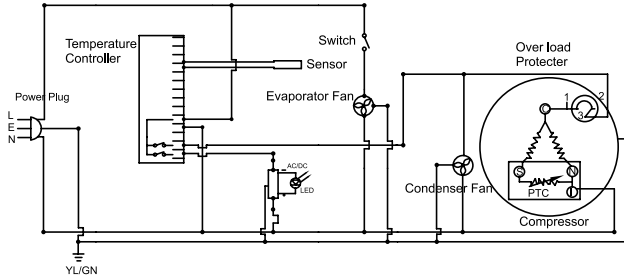 Temperature
Controller
Switch
Sensor
Over load
Protecter
Power Plug
Evaporator Fan
L
E
N
1
2
3
C
AC/DC
LED
Condenser Fan
S
N
PTC
Compressor
YL/GN